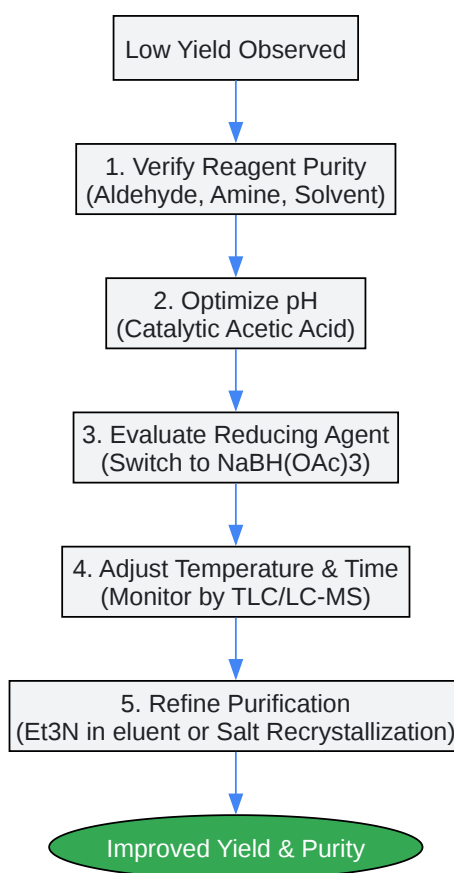 Low Yield Observed
1. Verify Reagent Purity
(Aldehyde, Amine, Solvent)
2. Optimize pH
(Catalytic Acetic Acid)
3. Evaluate Reducing Agent
(Switch to NaBH(OAc)3)
4. Adjust Temperature & Time
(Monitor by TLC/LC-MS)
5. Refine Purification
(Et3N in eluent or Salt Recrystallization)
Improved Yield & Purity